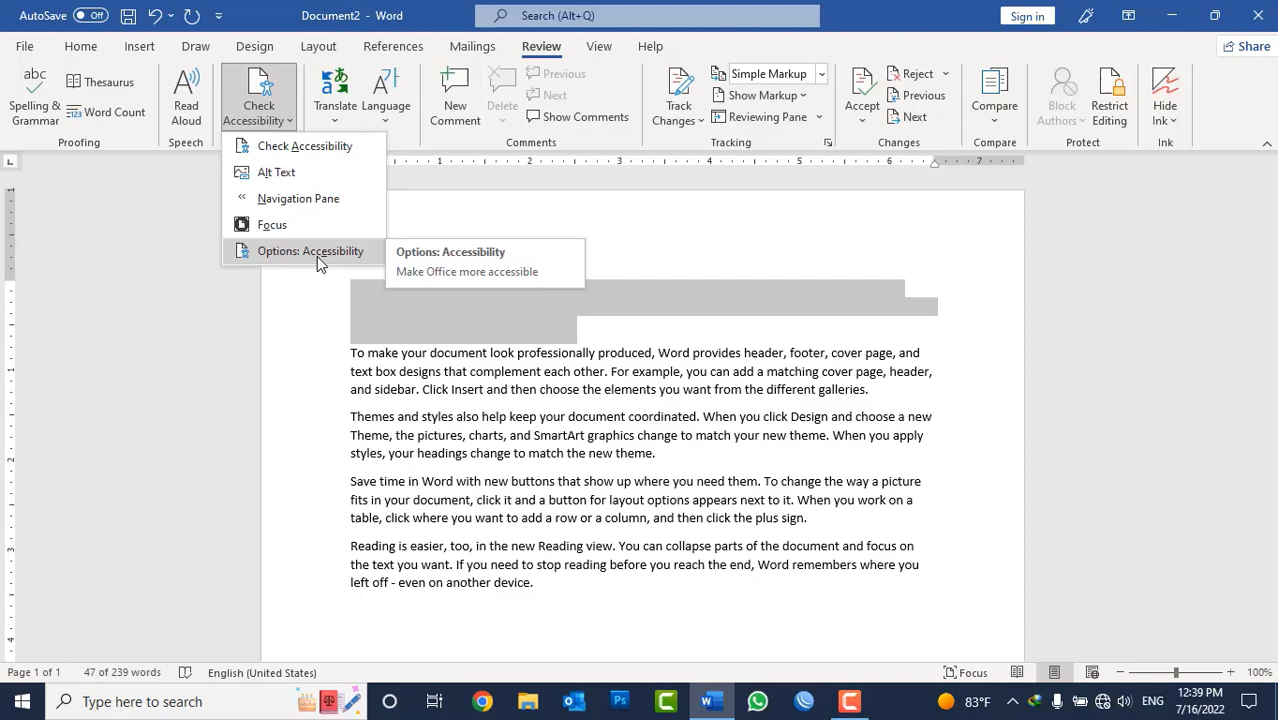 AutoSave Off Document2 - Word Search (Alt+Q) Sign in
File Home Insert Draw Design Layout References Mailings Review View Help Share
Spelling & Grammar Thesaurus Word Count
Proofing
Read Aloud
Speech
Check Accessibility
Translate Language
New Comment Delete Previous Next Show Comments
Comments
Track Changes Simple Markup Show Markup Reviewing Pane
Tracking
Accept Reject Previous Next
Changes
Compare
Compare
Block Authors Restrict Editing
Protect
Hide Ink
Ink
Check Accessibility
Alt Text
Navigation Pane
Focus
Options: Accessibility
Options: Accessibility
Make Office more accessible
1 2 3 4 5 6 7
1
1
2
3
4
To make your document look professionally produced, Word provides header, footer, cover page, and
text box designs that complement each other. For example, you can add a matching cover page, header,
and sidebar. Click Insert and then choose the elements you want from the different galleries.
Themes and styles also help keep your document coordinated. When you click Design and choose a new
Theme, the pictures, charts, and SmartArt graphics change to match your new theme. When you apply
styles, your headings change to match the new theme.
Save time in Word with new buttons that show up where you need them. To change the way a picture
fits in your document, click it and a button for layout options appears next to it. When you work on a
table, click where you want to add a row or a column, and then click the plus sign.
Reading is easier, too, in the new Reading view. You can collapse parts of the document and focus on
the text you want. If you need to stop reading before you reach the end, Word remembers where you
left off - even on another device.
Page 1 of 1 47 of 239 words English (United States) Focus 100%
Type here to search 83°F ENG 12:39 PM
7/16/2022